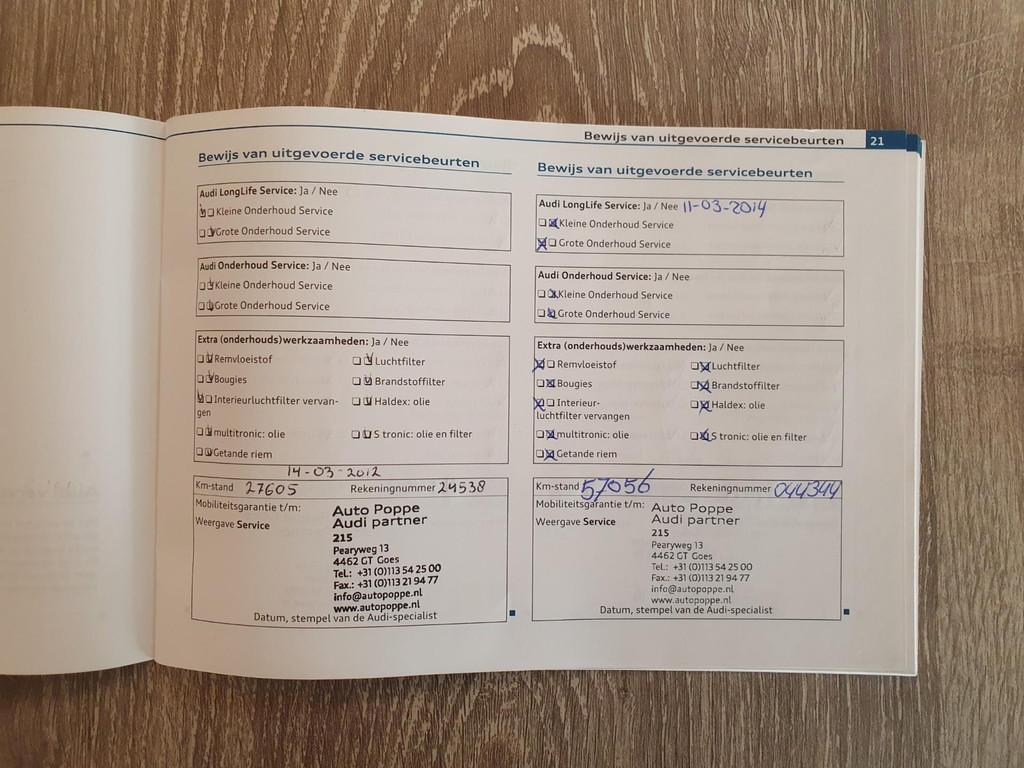 Bewijs van uitgevoerde servicebeurten 21
Bewijs van uitgevoerde servicebeurten
Audi LongLife Service: Ja / Nee
Kleine Onderhoud Service
Grote Onderhoud Service
Audi Onderhoud Service: Ja / Nee
Kleine Onderhoud Service
Grote Onderhoud Service
Extra (onderhouds)werkzaamheden: Ja / Nee
Remvloeistof Luchtfilter
Bougies Brandstoffilter
Interieurluchtfilter vervan- Haldex: olie
gen
multitronic: olie S tronic: olie en filter
Getande riem
14-03-2012
Km-stand 27605 Rekeningnummer 24538
Mobiliteitsgarantie t/m:
Weergave Service
Auto Poppe
Audi partner
215
Pearyweg 13
4462 GT Goes
Tel.: +31 (0)113 54 25 00
Fax.: +31 (0)113 21 94 77
info@autopoppe.nl
www.autopoppe.nl
Datum, stempel van de Audi-specialist
Bewijs van uitgevoerde servicebeurten
Audi LongLife Service: Ja / Nee 11-03-2014
Kleine Onderhoud Service
Grote Onderhoud Service
Audi Onderhoud Service: Ja / Nee
Kleine Onderhoud Service
Grote Onderhoud Service
Extra (onderhouds)werkzaamheden: Ja / Nee
Remvloeistof Luchtfilter
Bougies Brandstoffilter
Interieur- Haldex: olie
luchtfilter vervangen
multitronic: olie S tronic: olie en filter
Getande riem
Km-stand 57056 Rekeningnummer 044344
Mobiliteitsgarantie t/m:
Weergave Service
Auto Poppe
Audi partner
215
Pearyweg 13
4462 GT Goes
Tel.: +31 (0)113 54 25 00
Fax.: +31 (0)113 21 94 77
info@autopoppe.nl
www.autopoppe.nl
Datum, stempel van de Audi-specialist